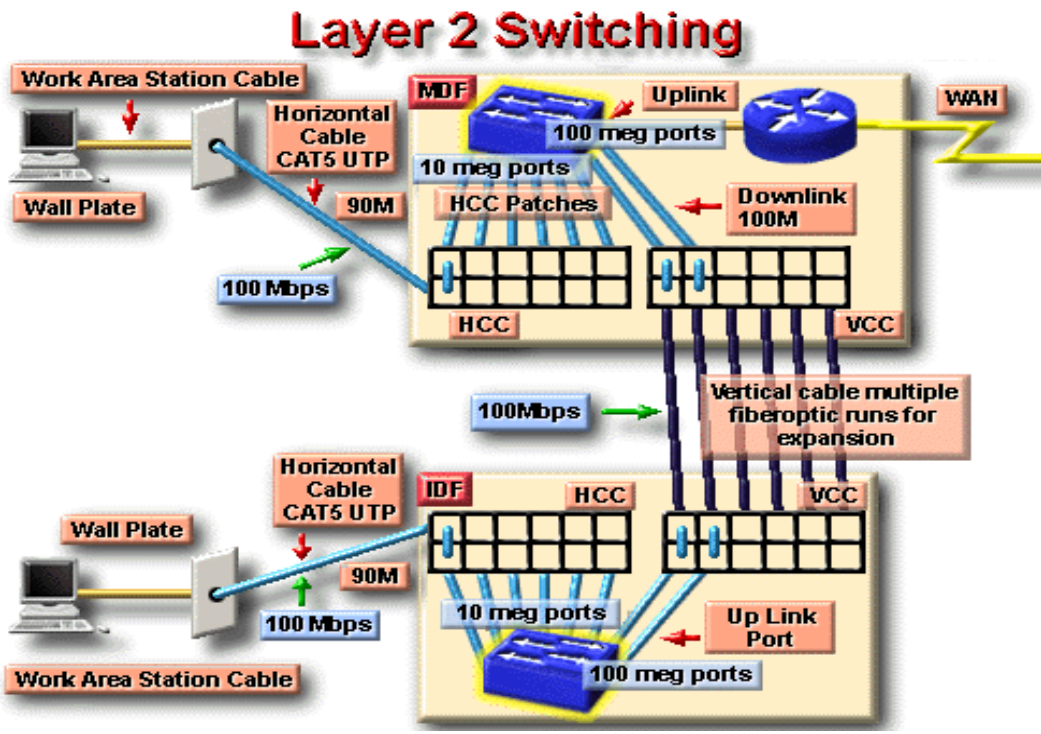 Layer 2 Switching
Work Area Station Cable
Wall Plate
Horizontal
Cable
CAT5 UTP
90M
100 Mbps
MDF
Uplink
100 meg ports
10 meg ports
HCC Patches
HCC
Downlink
100M
VCC
WAN
100Mbps
Vertical cable multiple
fiberoptic runs for
expansion
Horizontal
Cable
CAT5 UTP
Wall Plate
90M
100 Mbps
Work Area Station Cable
IDF
HCC
VCC
10 meg ports
100 meg ports
Up Link
Port